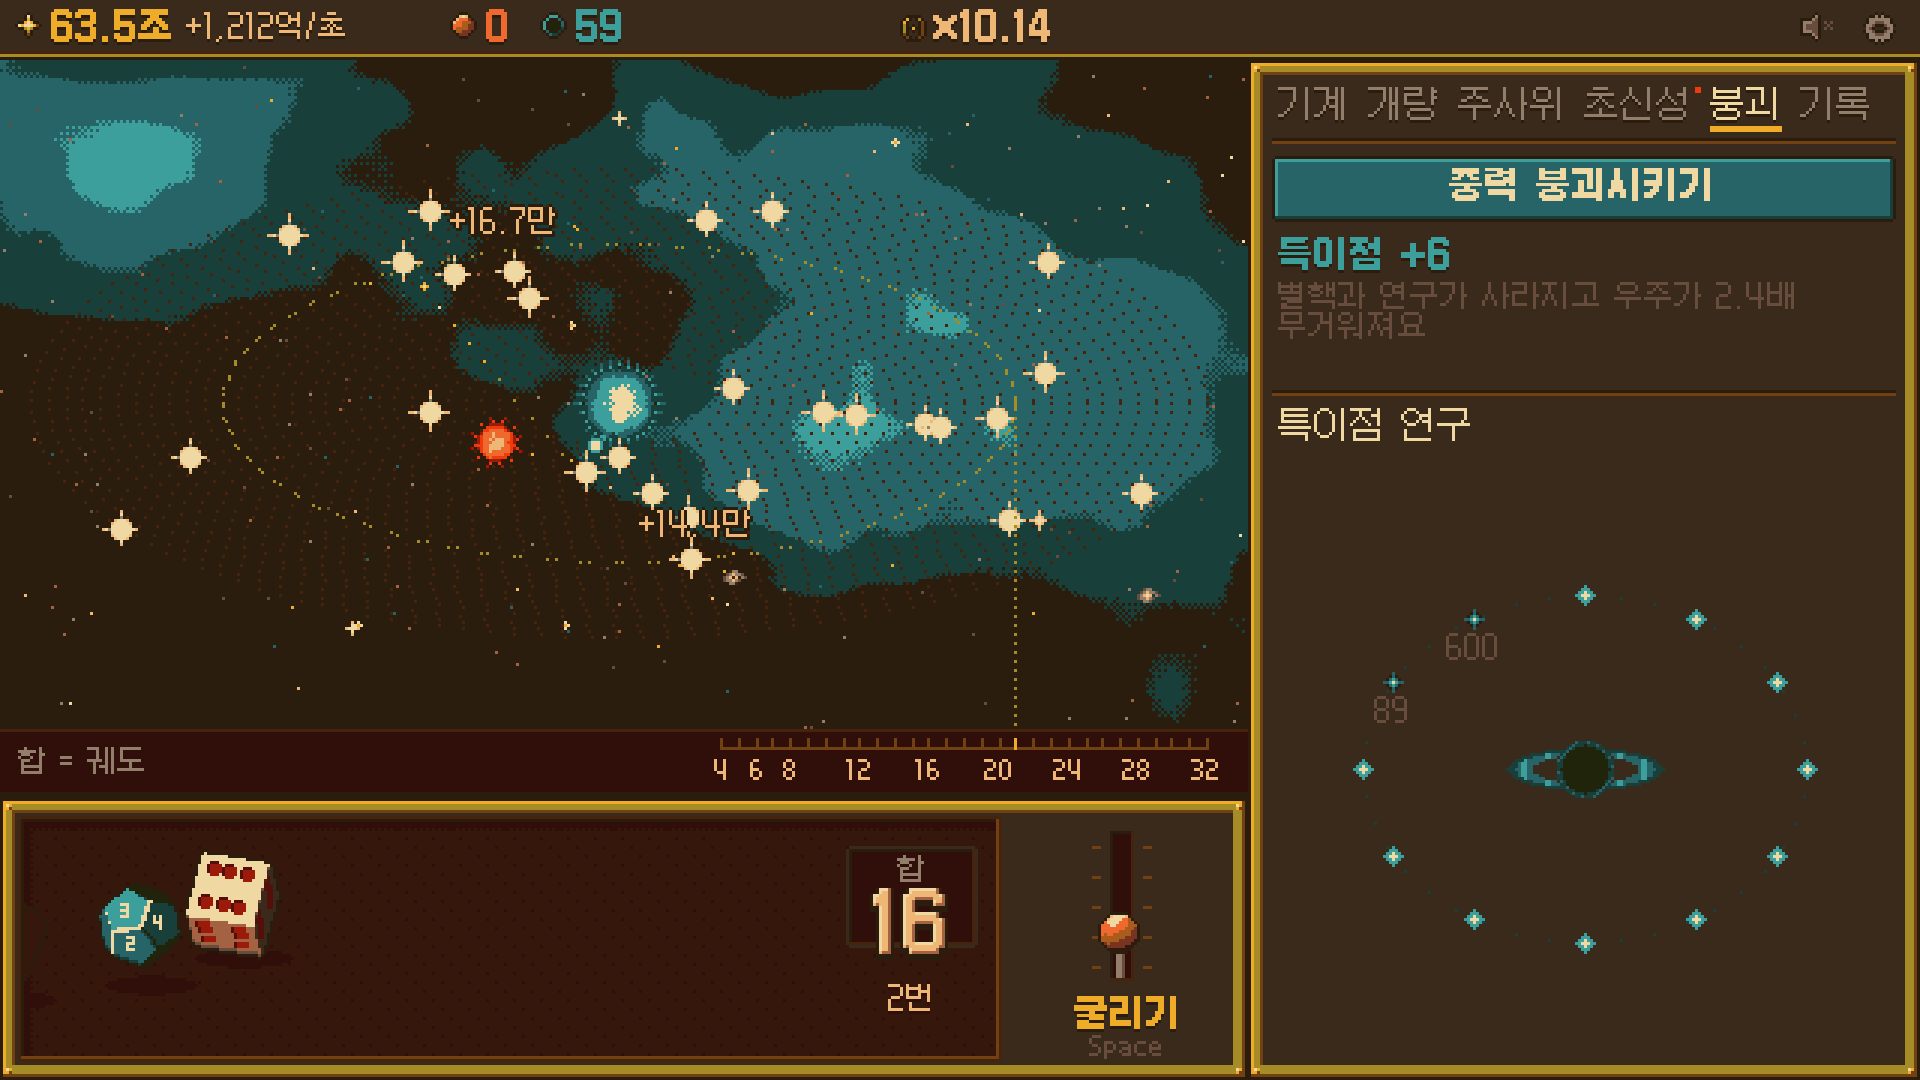 63.5조 +1,212억/초 0 59 x10.14
기계 개량 주사위 초신성 붕괴 기록
중력 붕괴시키기
특이점 +6
별핵과 연구가 사라지고 우주가 2.4배
무거워져요
특이점 연구
+16.7만
+14.4만
600
89
합 = 궤도
4 6 8 12 16 20 24 28 32
3
4
2
합
16
2번
굴리기
Space